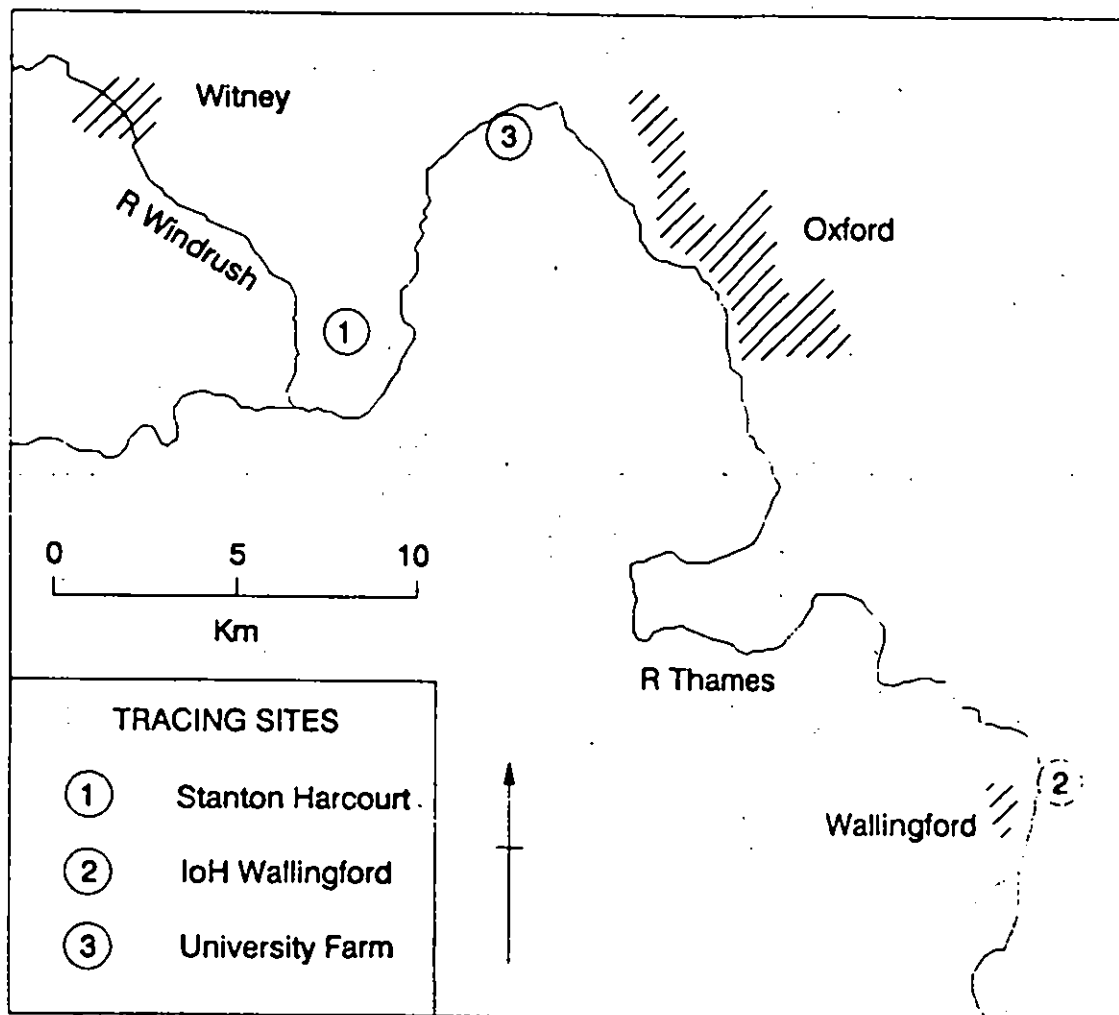 Witney
3
R Windrush
Oxford
1
0 5 10
Km
R Thames
TRACING SITES
1 Stanton Harcourt
2 IoH Wallingford
3 University Farm
2
Wallingford